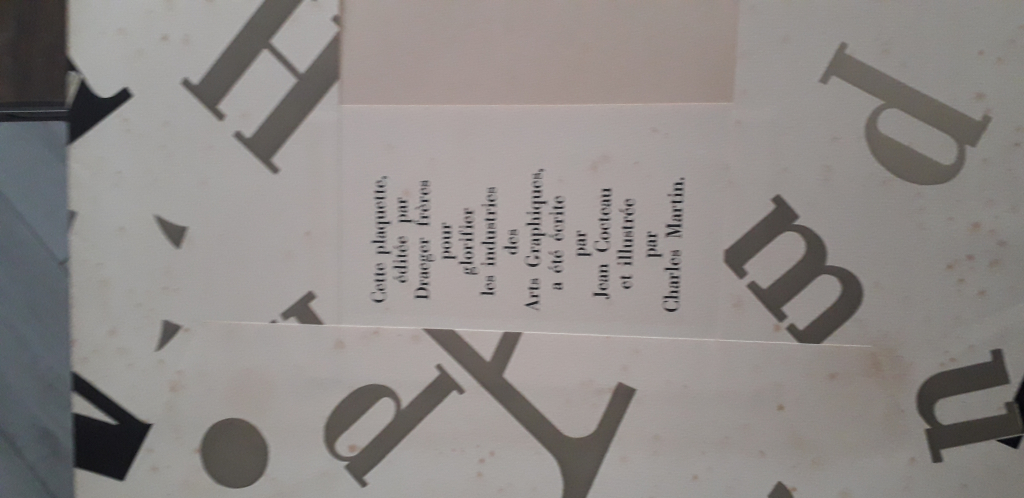 Cette plaquette,
éditée par
Draeger frères
pour
glorifier
les industries
des
Arts Graphiques,
a été écrite
par
Jean Cocteau
et illustrée
par
Charles Martin.
H
d
m
u
d
Y